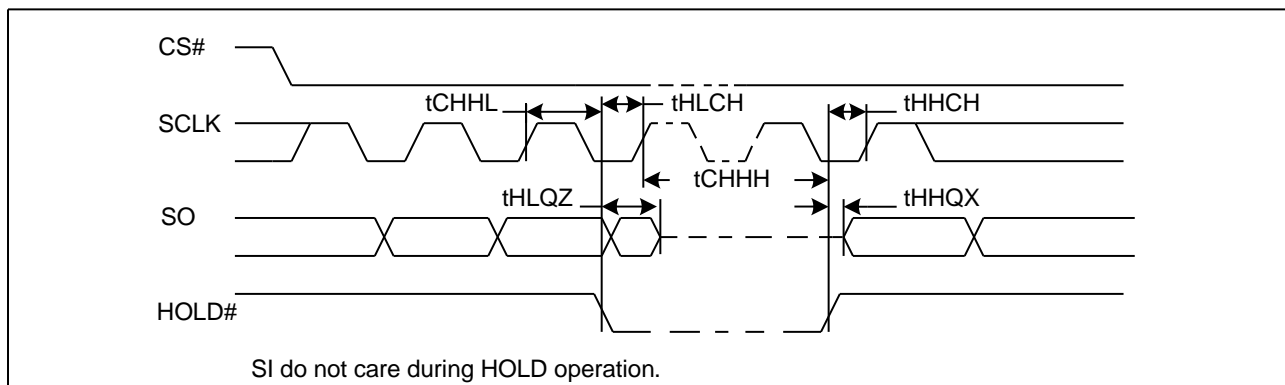 CS#
tCHHL
tHLCH
tHHCH
SCLK
tCHHH
tHLQZ
tHHQX
SO
HOLD#
SI do not care during HOLD operation.